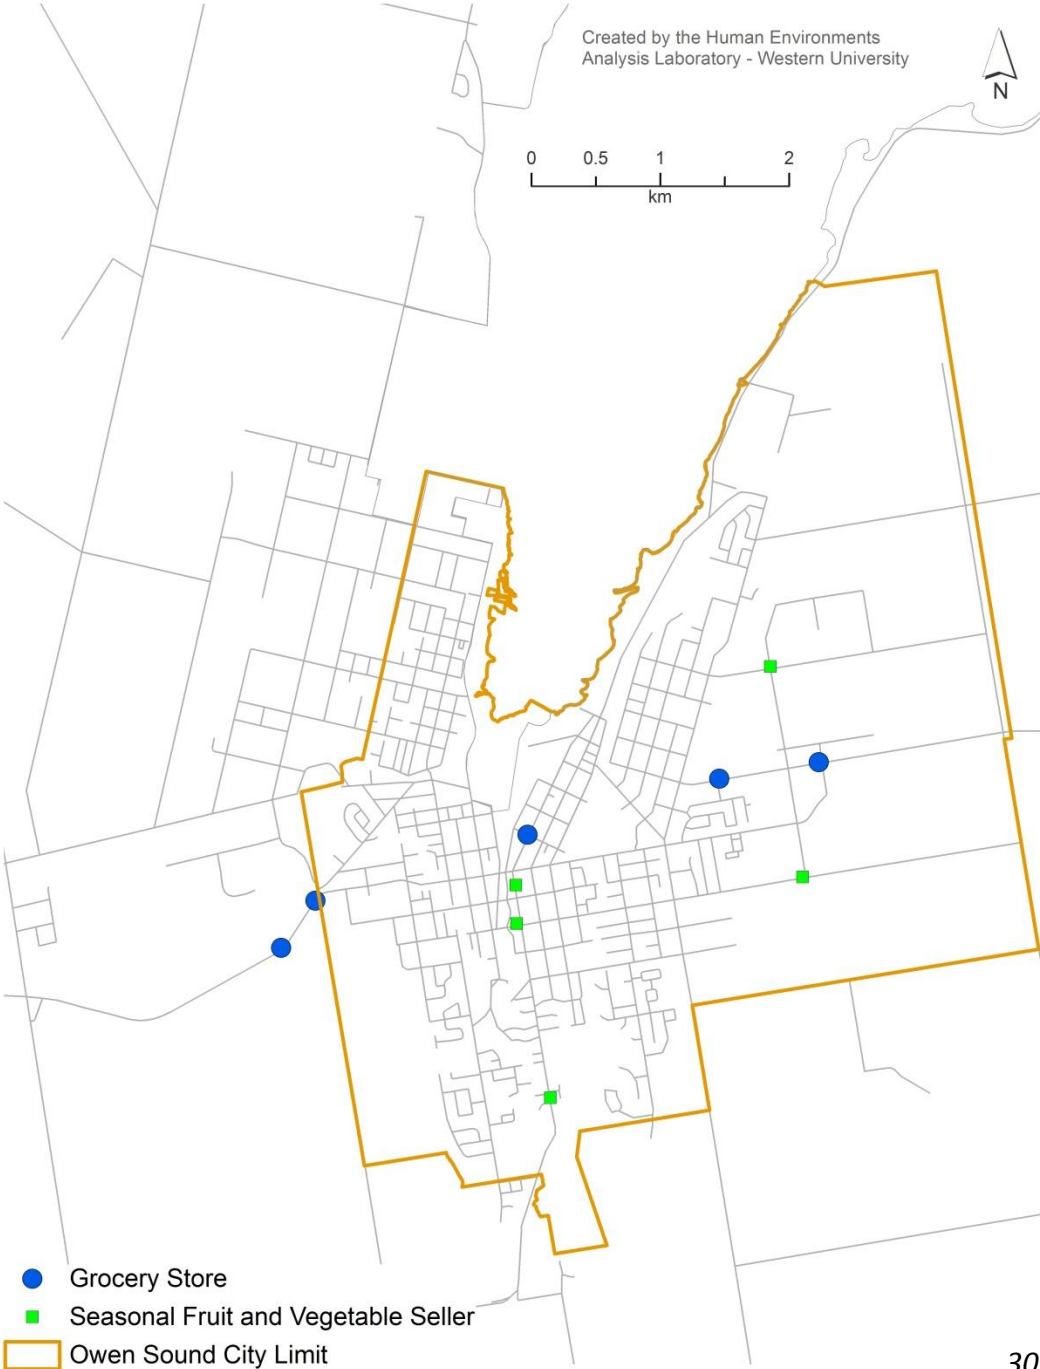 Created by the Human Environments
Analysis Laboratory - Western University
N
0 0.5 1 2
km
Grocery Store
Seasonal Fruit and Vegetable Seller
Owen Sound City Limit
30